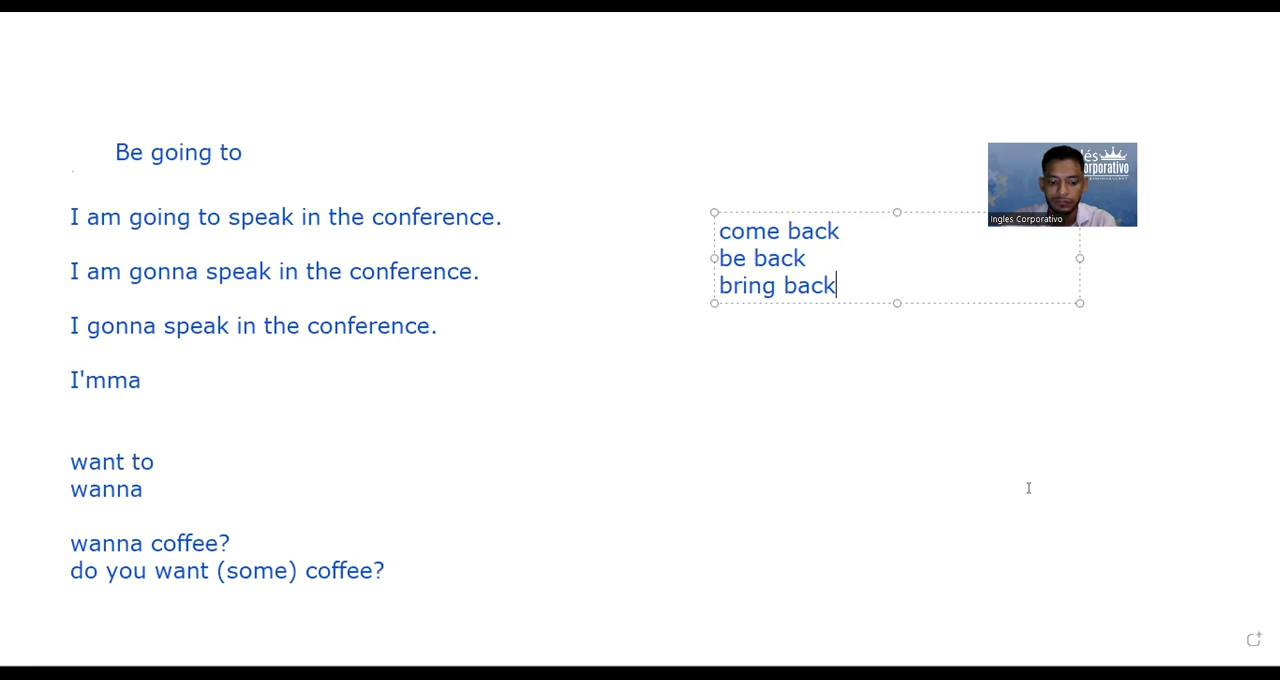 Be going to
I am going to speak in the conference.
I am gonna speak in the conference.
I gonna speak in the conference.
I'mma
want to
wanna
wanna coffee?
do you want (some) coffee?
come back
be back
bring back
lés
orporativo
Ingles Corporativo